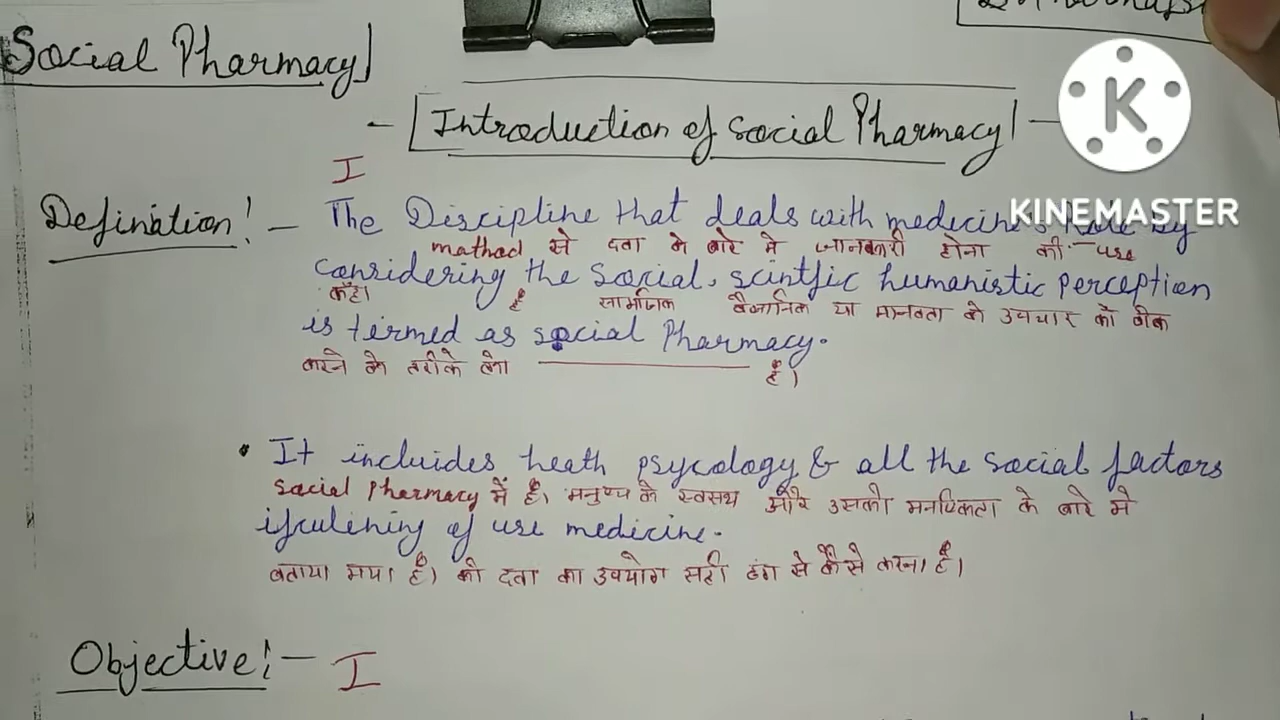 Social Pharmacy
Introduction of Social Pharmacy
I
Defination! - The Discipline that deals with medicine's Role by
mathod से दवा के बारे मे जानकारी होना की - use
considering the Social, scintfic humanistic perception
कहाँ है सामाजिक वैज्ञानिक या मानवता के उपचार को ठीक
is termed as social Pharmacy.
करने के तरीके है।
• It incluides heath psycology & all the social factors
Social Pharmacy में है। मनुष्य के स्वस्थ और उसकी के बारे मे
of use medicine.
बताया गया है। की दवा का उपयोग सही ढंग से कैसे करना है।
Objective! - I
K
KINEMASTER